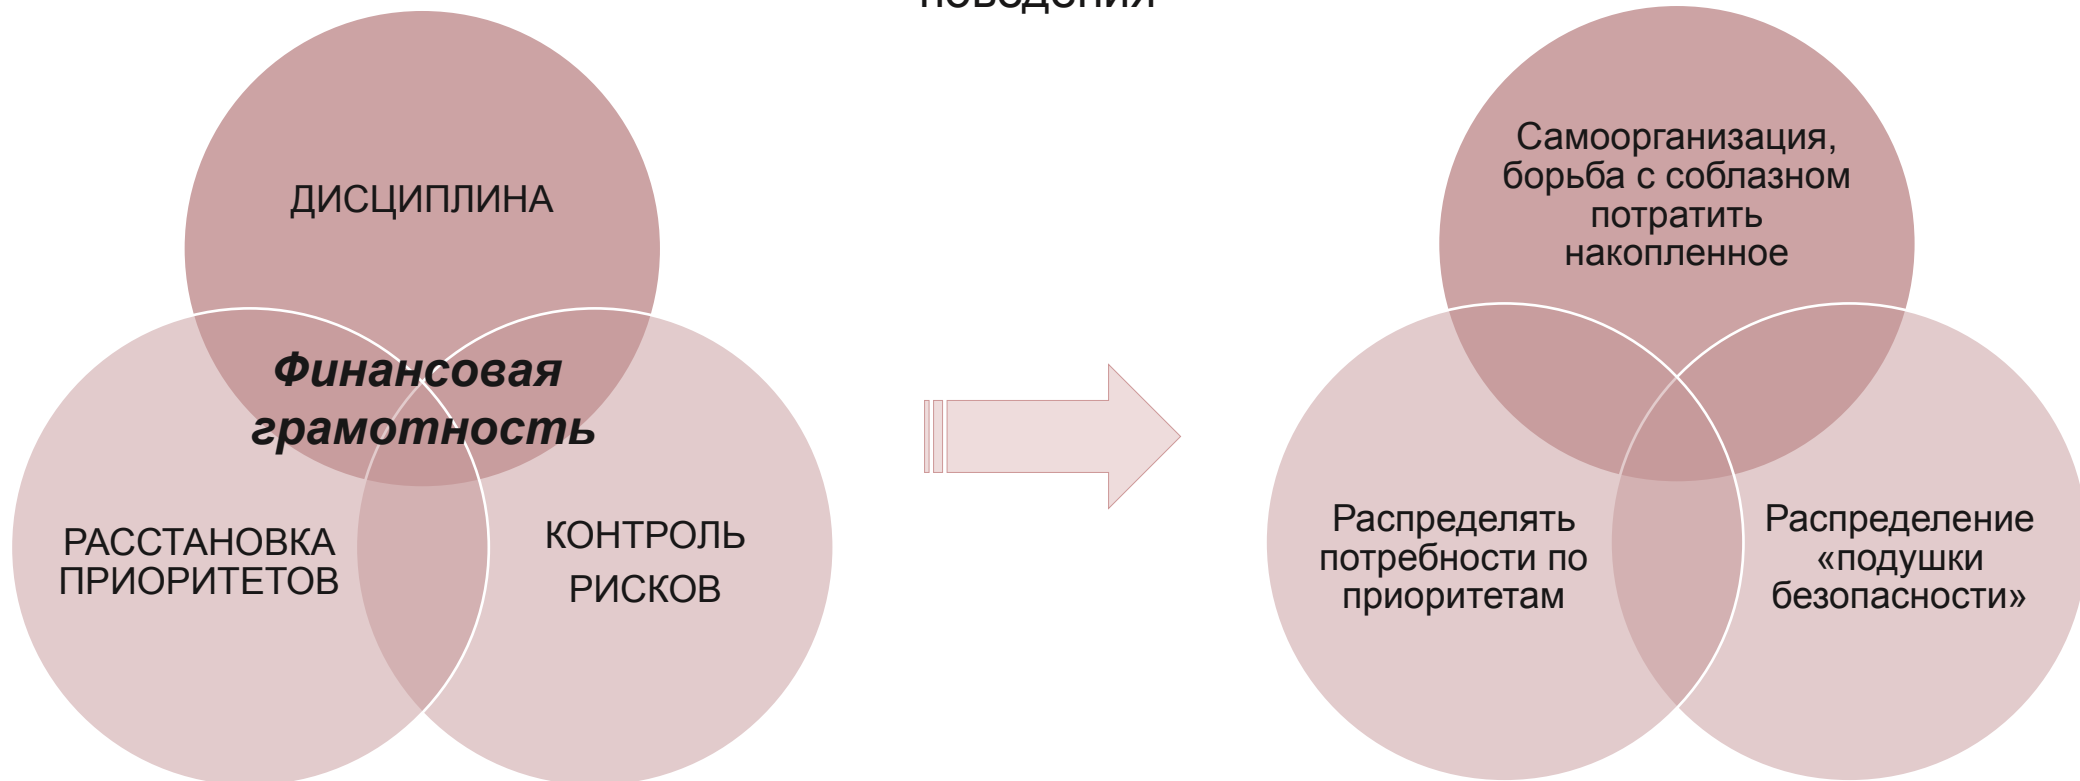 поведения
ДИСЦИПЛИНА
Финансовая
грамотность
РАССТАНОВКА
ПРИОРИТЕТОВ
КОНТРОЛЬ
РИСКОВ
Самоорганизация,
борьба с соблазном
потратить
накопленное
Распределять
потребности по
приоритетам
Распределение
«подушки
безопасности»